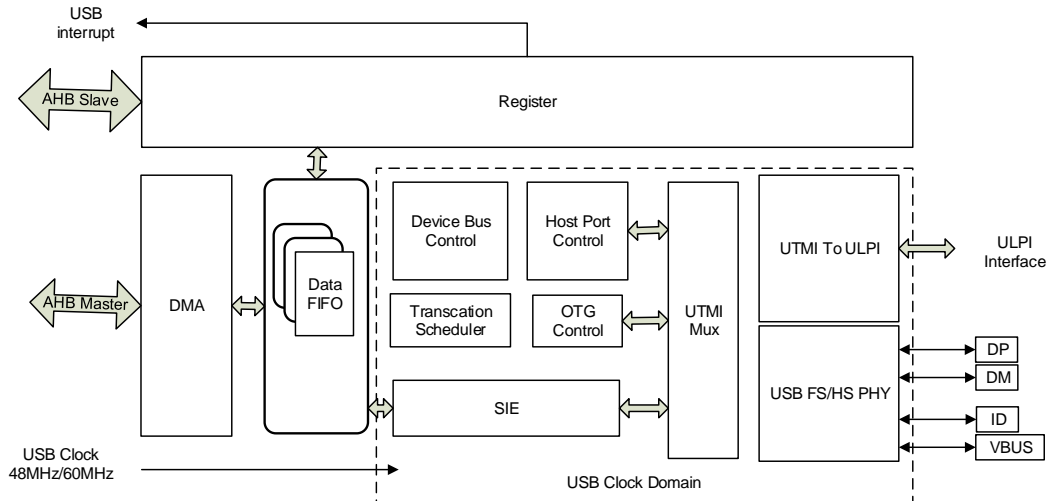 USB
interrupt
AHB Slave
Register
Device Bus
Control
Host Port
Control
UTMI To ULPI
ULPI
Interface
Data
FIFO
AHB Master
DMA
Transcation
Scheduler
OTG
Control
UTMI
Mux
DP
DM
USB FS/HS PHY
SIE
ID
VBUS
USB Clock
48MHz/60MHz
USB Clock Domain